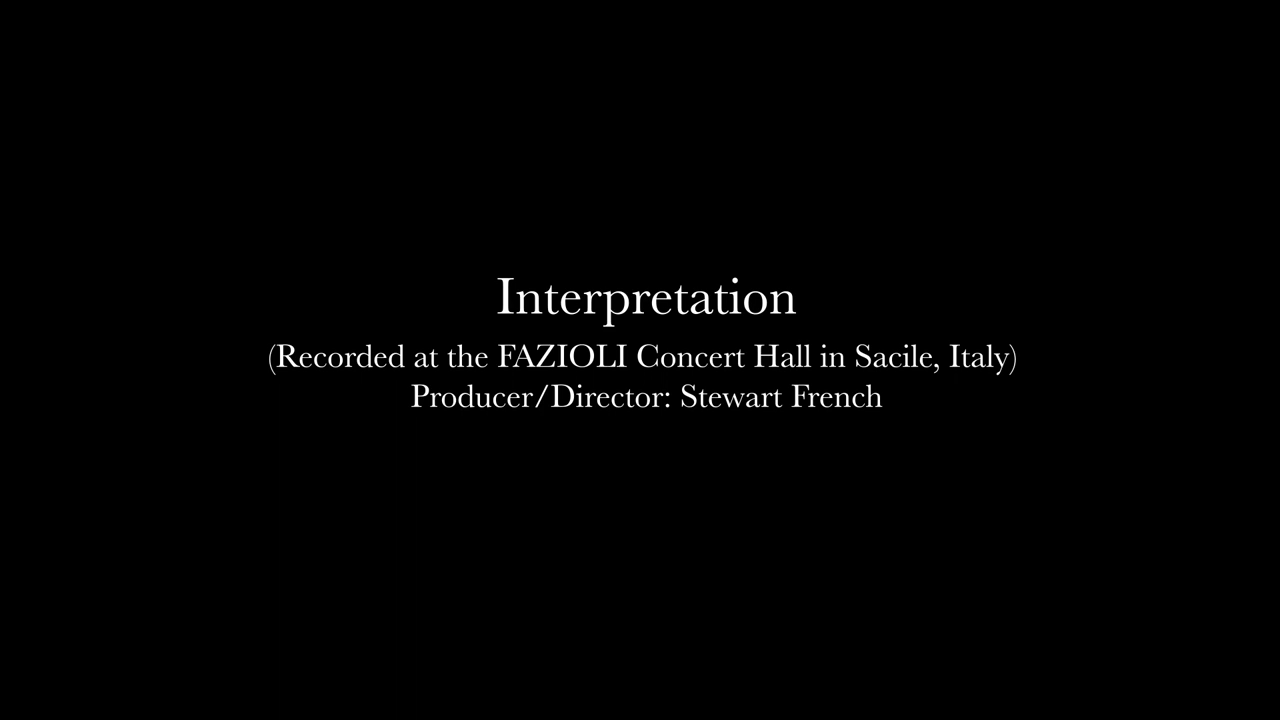 Interpretation
(Recorded at the FAZIOLI Concert Hall in Sacile, Italy)
Producer/Director: Stewart French